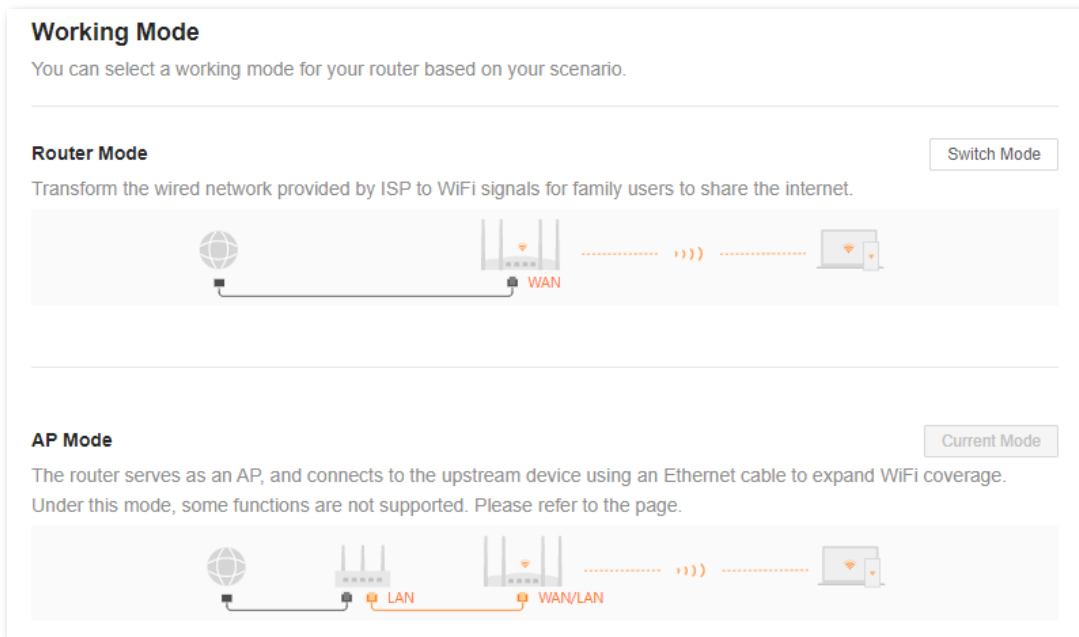 Working Mode
You can select a working mode for your router based on your scenario.
Router Mode
Switch Mode
Transform the wired network provided by ISP to WiFi signals for family users to share the internet.
WAN
AP Mode
Current Mode
The router serves as an AP, and connects to the upstream device using an Ethernet cable to expand WiFi coverage.
Under this mode, some functions are not supported. Please refer to the page.
LAN
WAN/LAN